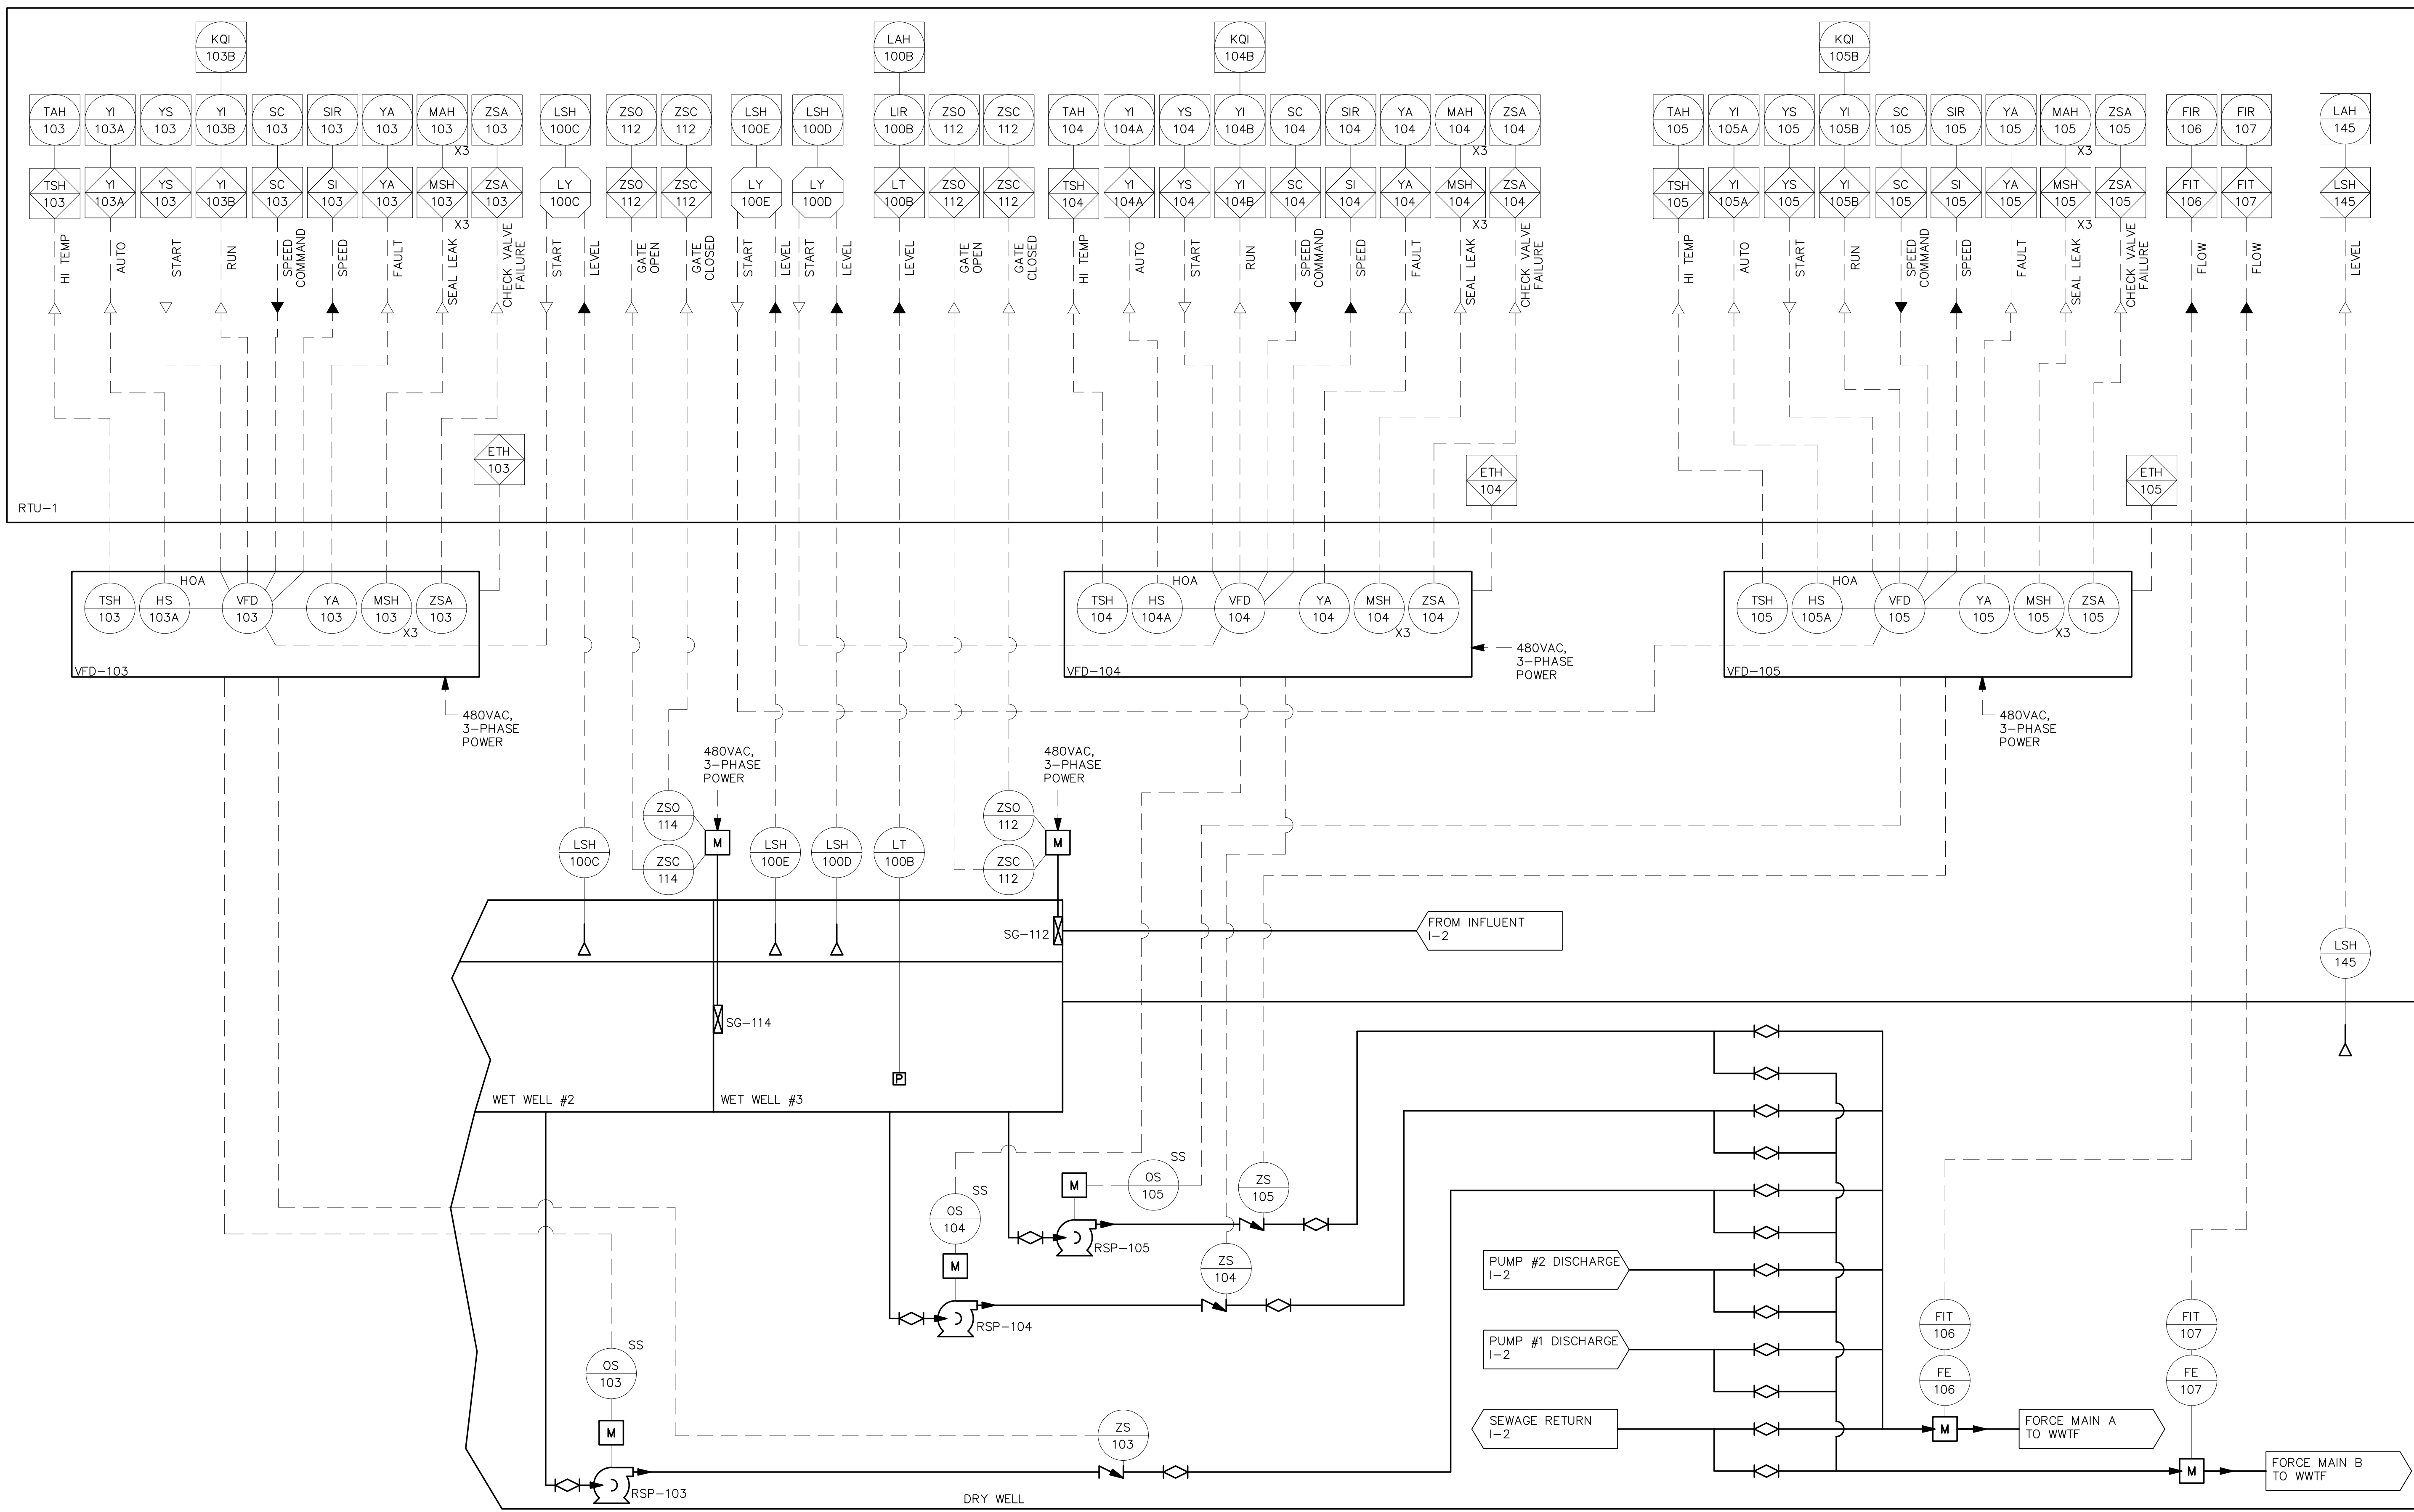 KQI
103B
LAH
100B
KQI
104B
KQI
105B
TAH
103
YI
103A
YS
103
YI
103B
SC
103
SIR
103
YA
103
MAH
103
X3
ZSA
103
LSH
100C
ZSO
112
ZSC
112
LSH
100E
LSH
100D
LIR
100B
ZSO
112
ZSC
112
TAH
104
YI
104A
YS
104
YI
104B
SC
104
SIR
104
YA
104
MAH
104
X3
ZSA
104
TAH
105
YI
105A
YS
105
YI
105B
SC
105
SIR
105
YA
105
MAH
105
X3
ZSA
105
FIR
106
FIR
107
LAH
145
TSH
103
YI
103A
YS
103
YI
103B
SC
103
SI
103
YA
103
MSH
103
X3
ZSA
103
LY
100C
ZSO
112
ZSC
112
LY
100E
LY
100D
LT
100B
ZSO
112
ZSC
112
TSH
104
YI
104A
YS
104
YI
104B
SC
104
SI
104
YA
104
MSH
104
X3
ZSA
104
TSH
105
YI
105A
YS
105
YI
105B
SC
105
SI
105
YA
105
MSH
105
X3
ZSA
105
FIT
106
FIT
107
LSH
145
HI TEMP
AUTO
START
RUN
SPEED
COMMAND
SPEED
FAULT
SEAL LEAK
CHECK VALVE
FAILURE
START
LEVEL
GATE
OPEN
GATE
CLOSED
START
LEVEL
START
LEVEL
LEVEL
GATE
OPEN
GATE
CLOSED
HI TEMP
AUTO
START
RUN
SPEED
COMMAND
SPEED
FAULT
SEAL LEAK
CHECK VALVE
FAILURE
HI TEMP
AUTO
START
RUN
SPEED
COMMAND
SPEED
FAULT
SEAL LEAK
CHECK VALVE
FAILURE
FLOW
FLOW
LEVEL
ETH
103
ETH
104
ETH
105
RTU-1
TSH
103
HS
103A
HOA
VFD
103
YA
103
MSH
103
X3
ZSA
103
VFD-103
TSH
104
HS
104A
HOA
VFD
104
YA
104
MSH
104
X3
ZSA
104
VFD-104
TSH
105
HS
105A
HOA
VFD
105
YA
105
MSH
105
X3
ZSA
105
VFD-105
480VAC,
3-PHASE
POWER
480VAC,
3-PHASE
POWER
480VAC,
3-PHASE
POWER
480VAC,
3-PHASE
POWER
480VAC,
3-PHASE
POWER
ZSO
114
ZSC
114
M
LSH
100C
LSH
100E
LSH
100D
LT
100B
ZSO
112
ZSC
112
M
SG-112
FROM INFLUENT
I-2
LSH
145
SG-114
P
WET WELL #2
WET WELL #3
SS
OS
105
M
ZS
105
RSP-105
SS
OS
104
M
ZS
104
RSP-104
SS
OS
103
M
ZS
103
RSP-103
DRY WELL
PUMP #2 DISCHARGE
I-2
PUMP #1 DISCHARGE
I-2
SEWAGE RETURN
I-2
FIT
106
FE
106
M
FORCE MAIN A
TO WWTF
FIT
107
FE
107
M
FORCE MAIN B
TO WWTF